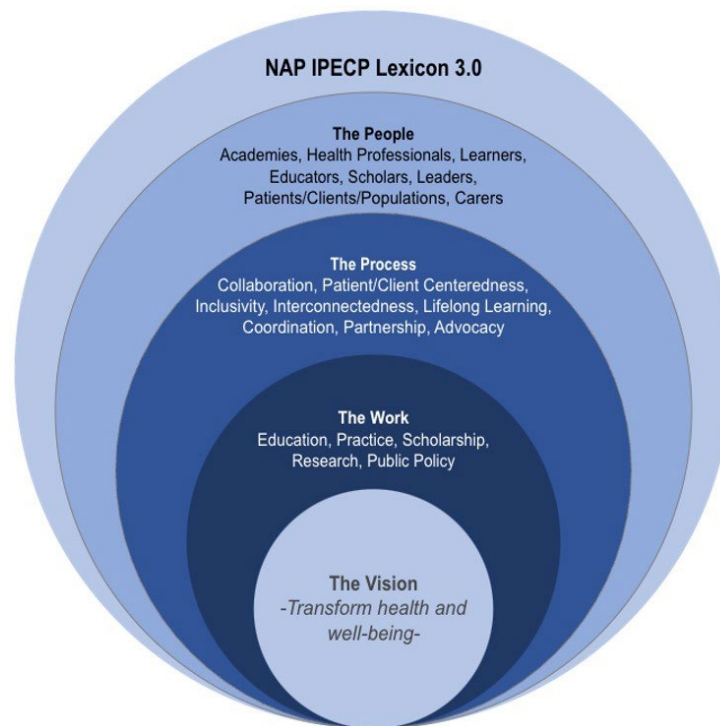 NAP IPECP Lexicon 3.0
The People
Academies, Health Professionals, Learners,
Educators, Scholars, Leaders,
Patients/Clients/Populations, Carers
The Process
Collaboration, Patient/Client Centeredness,
Inclusivity, Interconnectedness, Lifelong Learning,
Coordination, Partnership, Advocacy
The Work
Education, Practice, Scholarship,
Research, Public Policy
The Vision
-Transform health and
well-being-